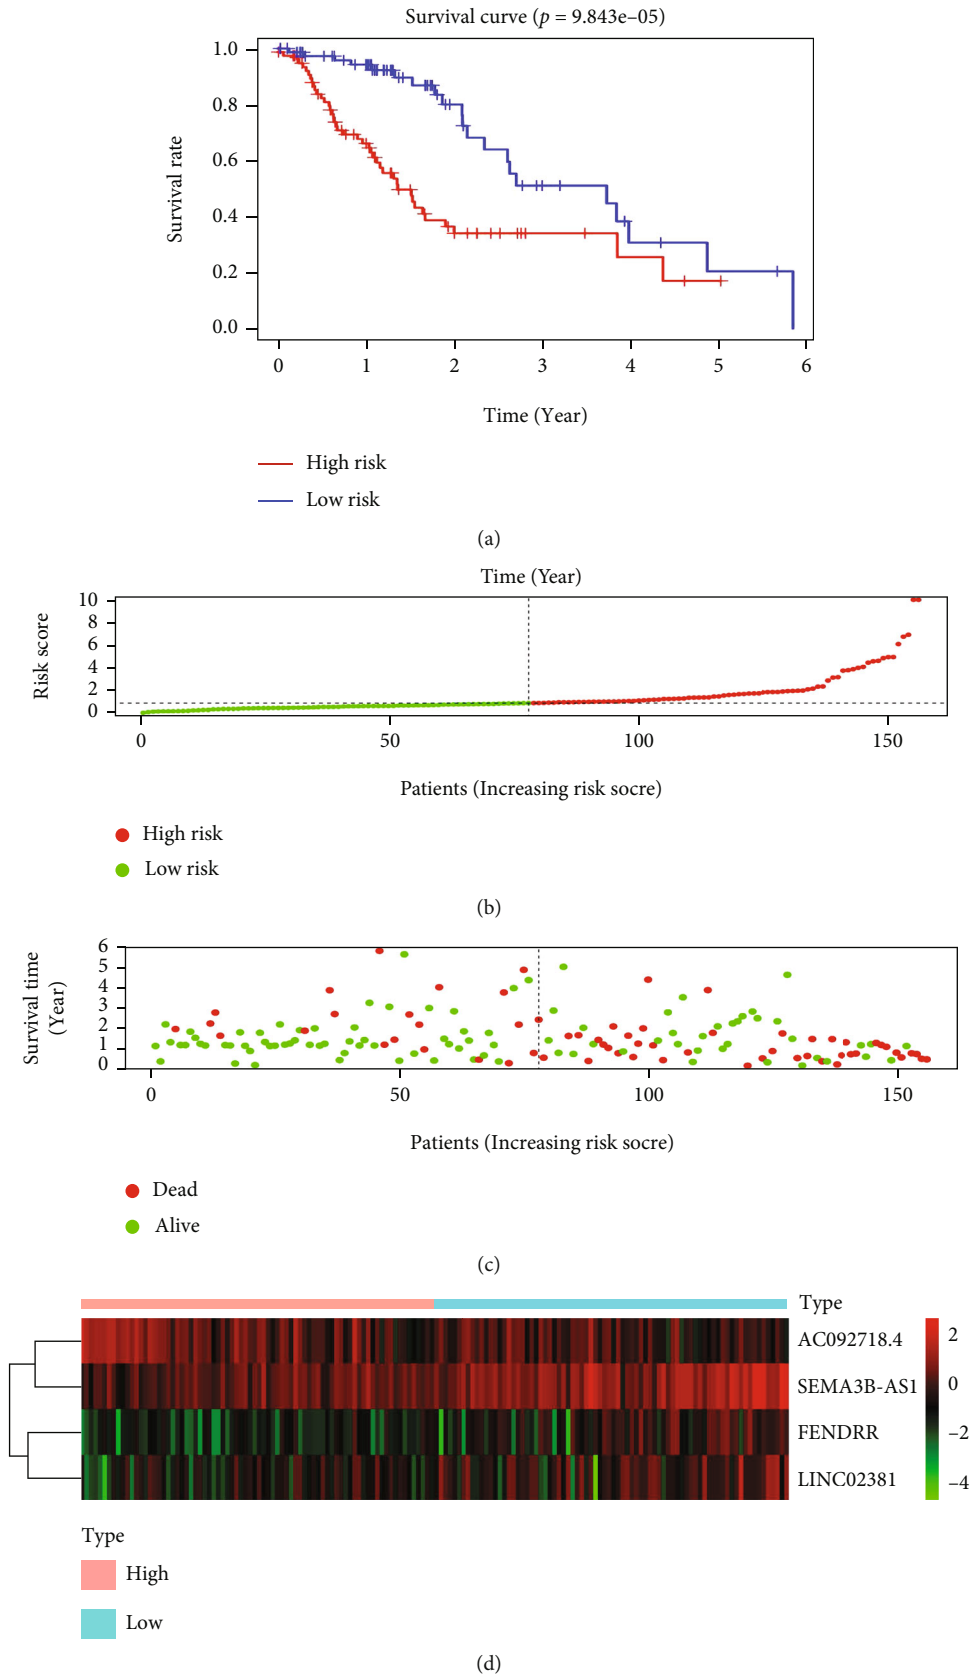 Survival curve (p = 9.843e–05)
1.0
0.8
0.6
0.4
0.2
0.0
Survival rate
0 1 2 3 4 5 6
Time (Year)
High risk
Low risk
(a)
Time (Year)
10
8
6
4
2
0
Risk score
0 50 100 150
Patients (Increasing risk socre)
High risk
Low risk
(b)
6
5
4
3
2
1
0
Survival time
(Year)
0 50 100 150
Patients (Increasing risk socre)
Dead
Alive
(c)
Type
AC092718.4
SEMA3B-AS1
FENDRR
LINC02381
2
0
–2
–4
Type
High
Low
(d)